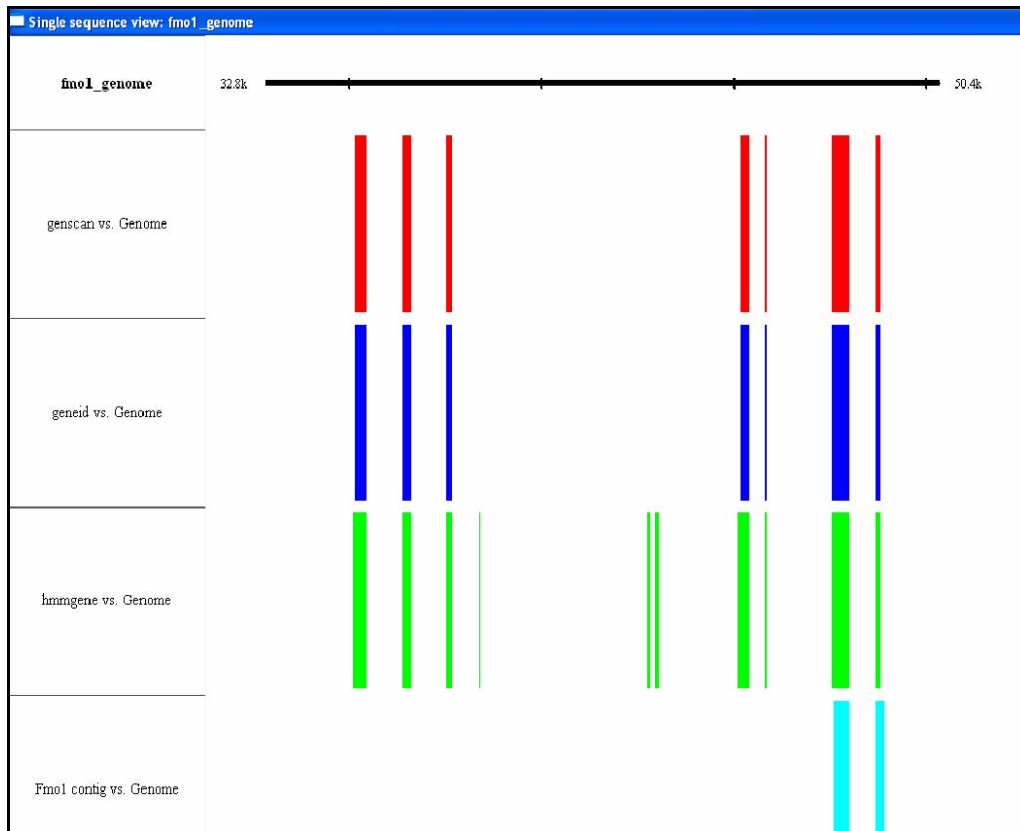 Single sequence view: fmo1_genome
fmo1_genome
32.8k
50.4k
genscan vs. Genome
geneid vs. Genome
hmmgene vs. Genome
Fmo1 contig vs. Genome